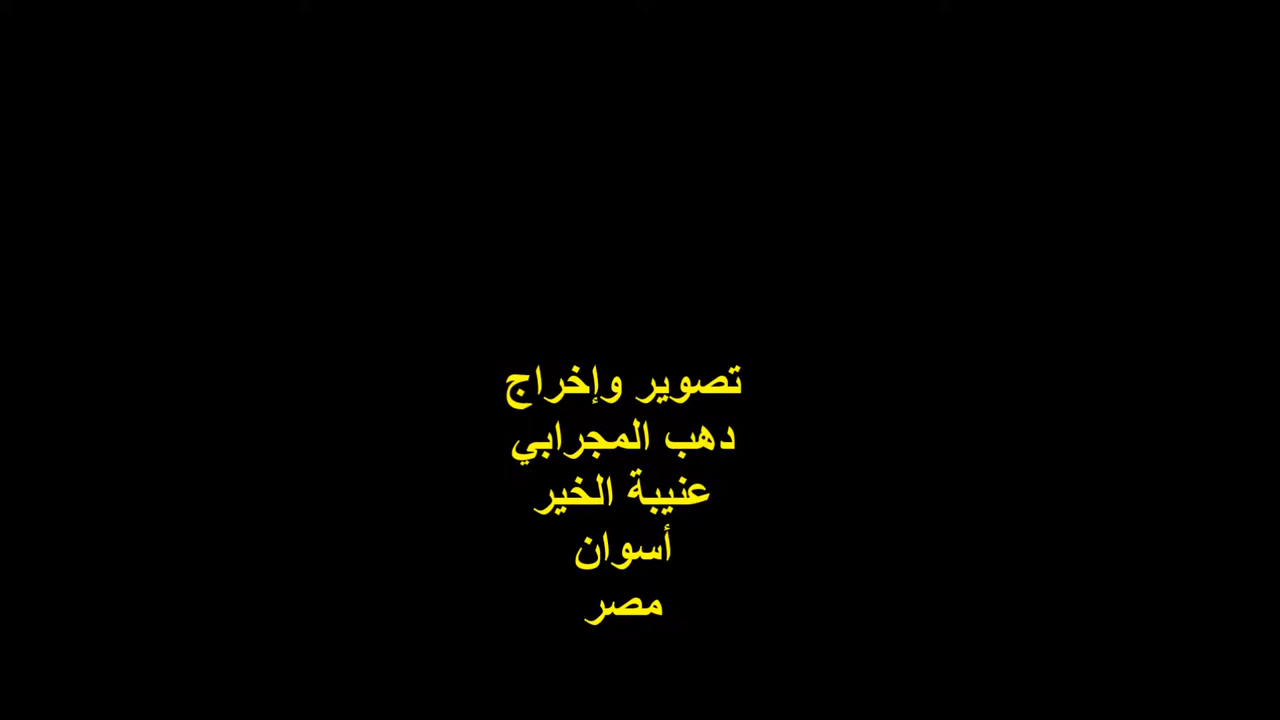 تصوير وإخراج
دهب المجرابي
عنيبة الخير
أسوان
مصر